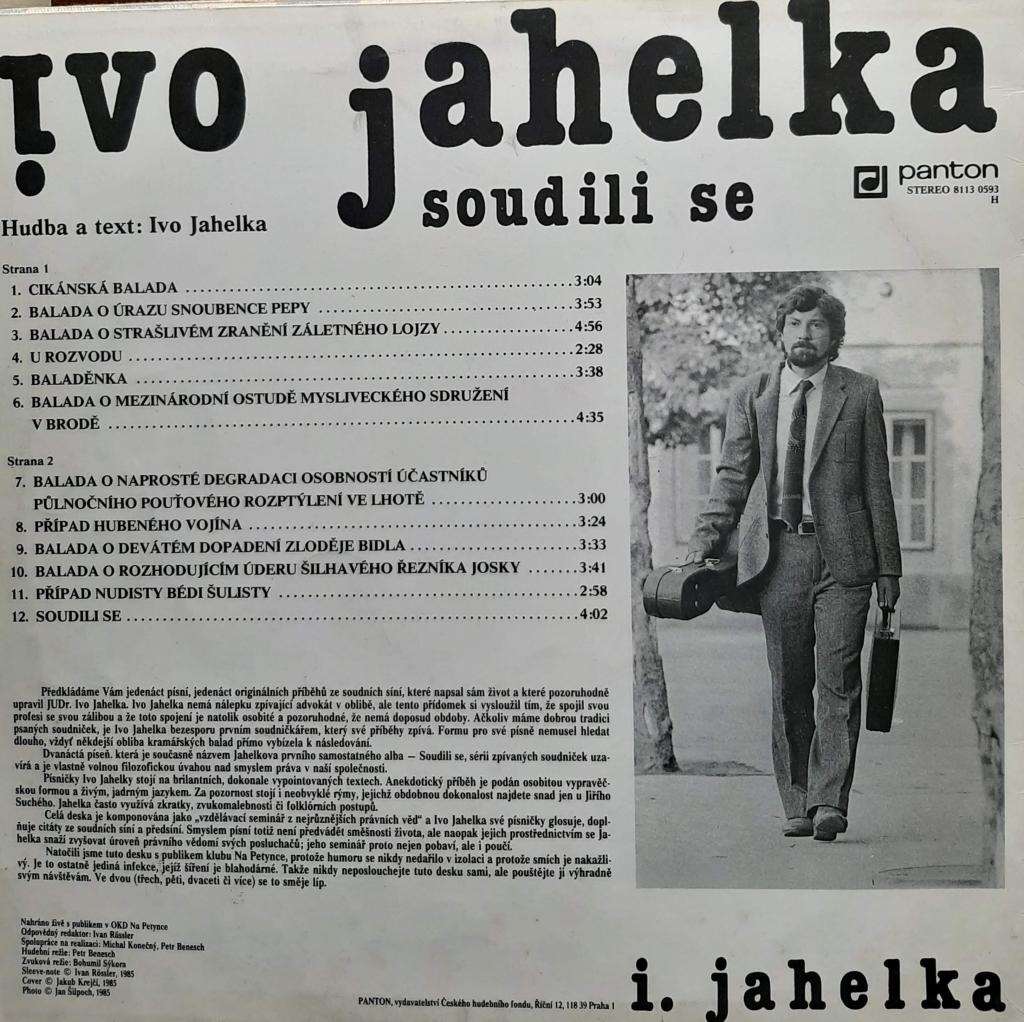 ivo jahelka
soudili se
panton
STEREO 8113 0593
H
Hudba a text: Ivo Jahelka
Strana 1
1. CIKÁNSKÁ BALADA ........ 3:04
2. BALADA O ÚRAZU SNOUBENCE PEPY ........ 3:53
3. BALADA O STRAŠLIVÉM ZRANĚNÍ ZÁLETNÉHO LOJZY ........ 4:56
4. U ROZVODU ........ 2:28
5. BALADĚNKA ........ 3:38
6. BALADA O MEZINÁRODNÍ OSTUDĚ MYSLIVECKÉHO SDRUŽENÍ
V BRODĚ ........ 4:35
Strana 2
7. BALADA O NAPROSTÉ DEGRADACI OSOBNOSTÍ ÚČASTNÍKŮ
PŮLNOČNÍHO POUŤOVÉHO ROZPTÝLENÍ VE LHOTĚ ........ 3:00
8. PŘÍPAD HUBENÉHO VOJÍNA ........ 3:24
9. BALADA O DEVÁTÉM DOPADENÍ ZLODĚJE BIDLA ........ 3:33
10. BALADA O ROZHODUJÍCÍM ÚDERU ŠILHAVÉHO ŘEZNÍKA JOSKY ....... 3:41
11. PŘÍPAD NUDISTY BÉDI ŠULISTY ........ 2:58
12. SOUDILI SE ........ 4:02
Předkládáme Vám jedenáct písní, jedenáct originálních příběhů ze soudních síní, které napsal sám život a které pozoruhodně
upravil JUDr. Ivo Jahelka. Ivo Jahelka nemá nálepku zpívající advokát v oblibě, ale tento přídomek si vysloužil tím, že spojil svou
profesi se svou zálibou a že toto spojení je natolik osobité a pozoruhodné, že nemá doposud obdoby. Ačkoliv máme dobrou tradici
psaných soudniček, je Ivo Jahelka bezesporu prvním soudničkářem, který své příběhy zpívá. Formu pro své písně nemusel hledat
dlouho, vždyť někdejší obliba kramářských balad přímo vybízela k následování.
Dvanáctá píseň, která je současně názvem Jahelkova prvního samostatného alba – Soudili se, sérii zpívaných soudniček uza-
vírá a je vlastně volnou filozofickou úvahou nad smyslem práva v naší společnosti.
Písničky Ivo Jahelky stojí na brilantních, dokonale vypointovaných textech. Anekdotický příběh je podán osobitou vypravěč-
skou formou a živým, jadrným jazykem. Za pozornost stojí i neobvyklé rýmy, jejichž obdobnou dokonalost najdete snad jen u Jiřího
Suchého. Jahelka často využívá zkratky, zvukomalebnosti či folklórních postupů.
Celá deska je komponována jako „vzdělávací seminář z nejrůznějších právních věd“ a Ivo Jahelka své písničky glosuje, dopl-
ňuje citáty ze soudních síní a předsíní. Smyslem písní totiž není předvádět směšnosti života, ale naopak jejich prostřednictvím se Ja-
helka snaží zvyšovat úroveň právního vědomí svých posluchačů; jeho seminář proto nejen pobaví, ale i poučí.
Natočili jsme tuto desku s publikem klubu Na Petynce, protože humoru se nikdy nedařilo v izolaci a protože smích je nakažli-
vý. Je to ostatně jediná infekce, jejíž šíření je blahodárné. Takže nikdy neposlouchejte tuto desku sami, ale pouštějte ji výhradně
svým návštěvám. Ve dvou (třech, pěti, dvaceti či více) se to směje líp.
Nahráno živě s publikem v OKD Na Petynce
Odpovědný redaktor: Ivan Rössler
Spolupráce na realizaci: Michal Konečný, Petr Benesch
Hudební režie: Petr Benesch
Zvuková režie: Bohumil Sýkora
Sleeve-note © Ivan Rössler, 1985
Cover © Jakub Krejčí, 1985
Photo © Jan Šilpoch, 1985
PANTON, vydavatelství Českého hudebního fondu, Říční 12, 118 39 Praha 1
i. jahelka